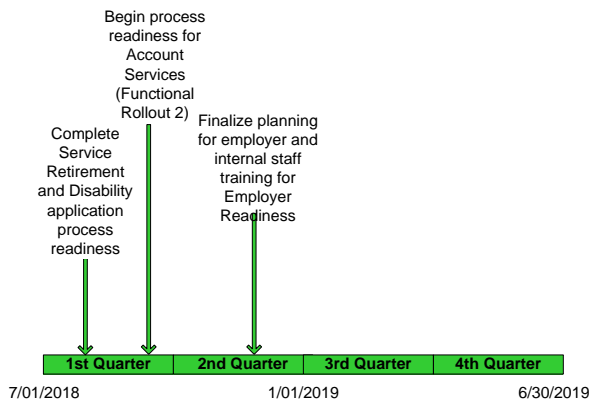 Begin process
readiness for
Account
Services
(Functional
Rollout 2)
Complete
Service
Retirement
and Disability
application
process
readiness
Finalize planning
for employer and
internal staff
training for
Employer
Readiness
1st Quarter
2nd Quarter
3rd Quarter
4th Quarter
7/01/2018
1/01/2019
6/30/2019